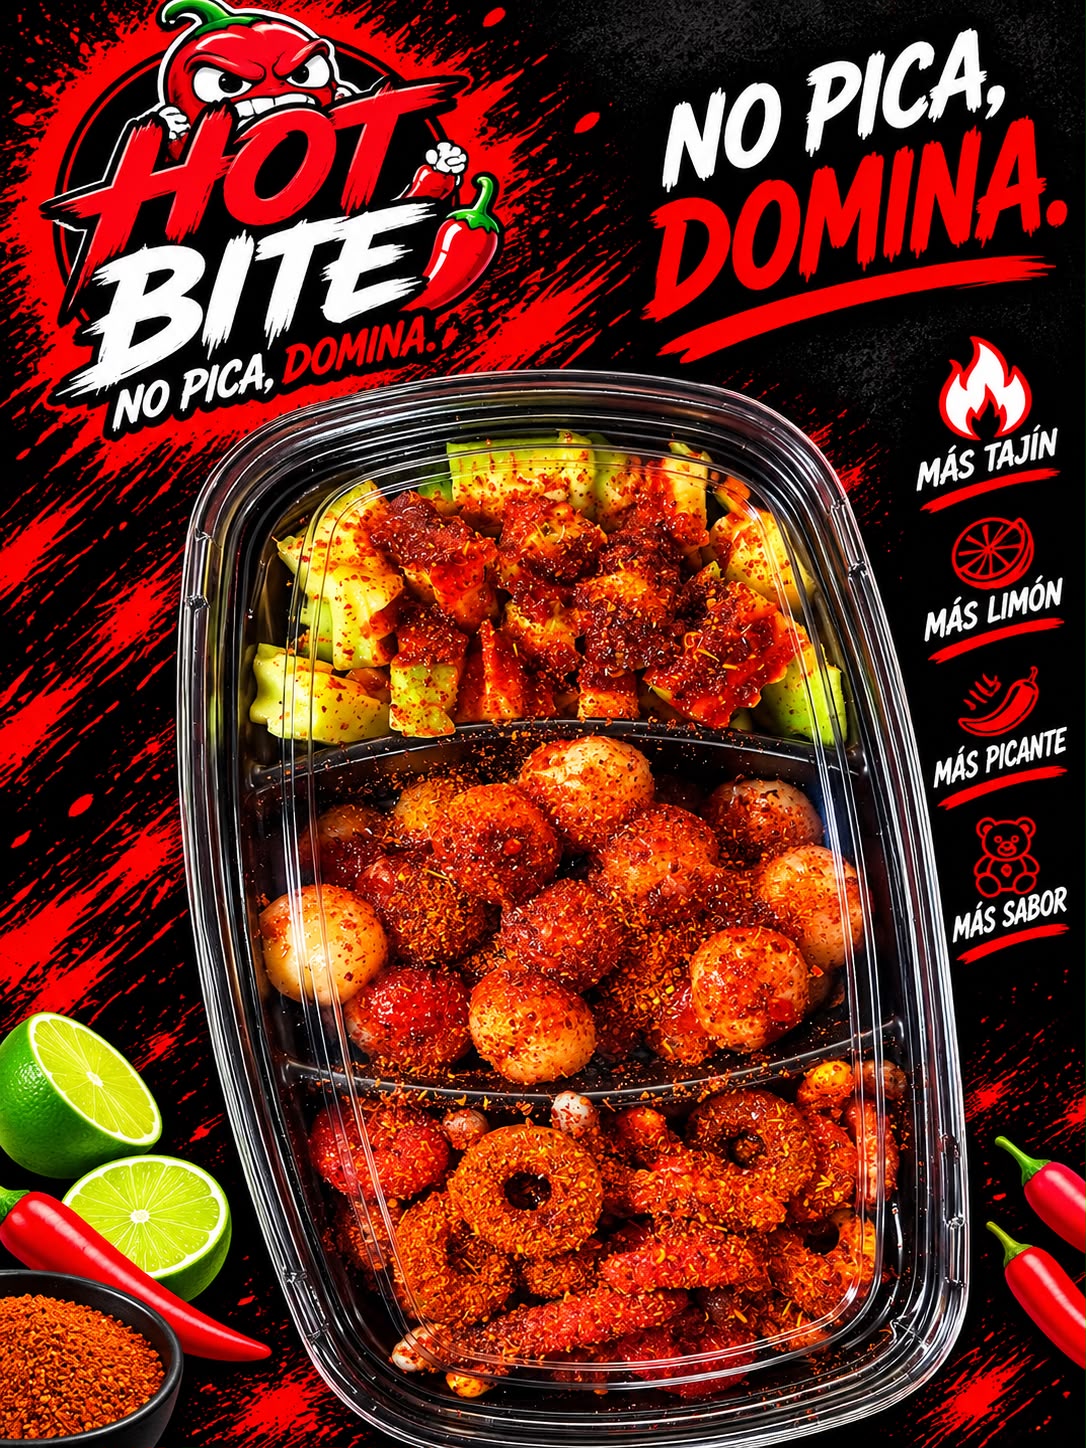 HOT
BITE
NO PICA, DOMINA.
NO PICA,
DOMINA.
MÁS TAJÍN
MÁS LIMÓN
MÁS PICANTE
MÁS SABOR